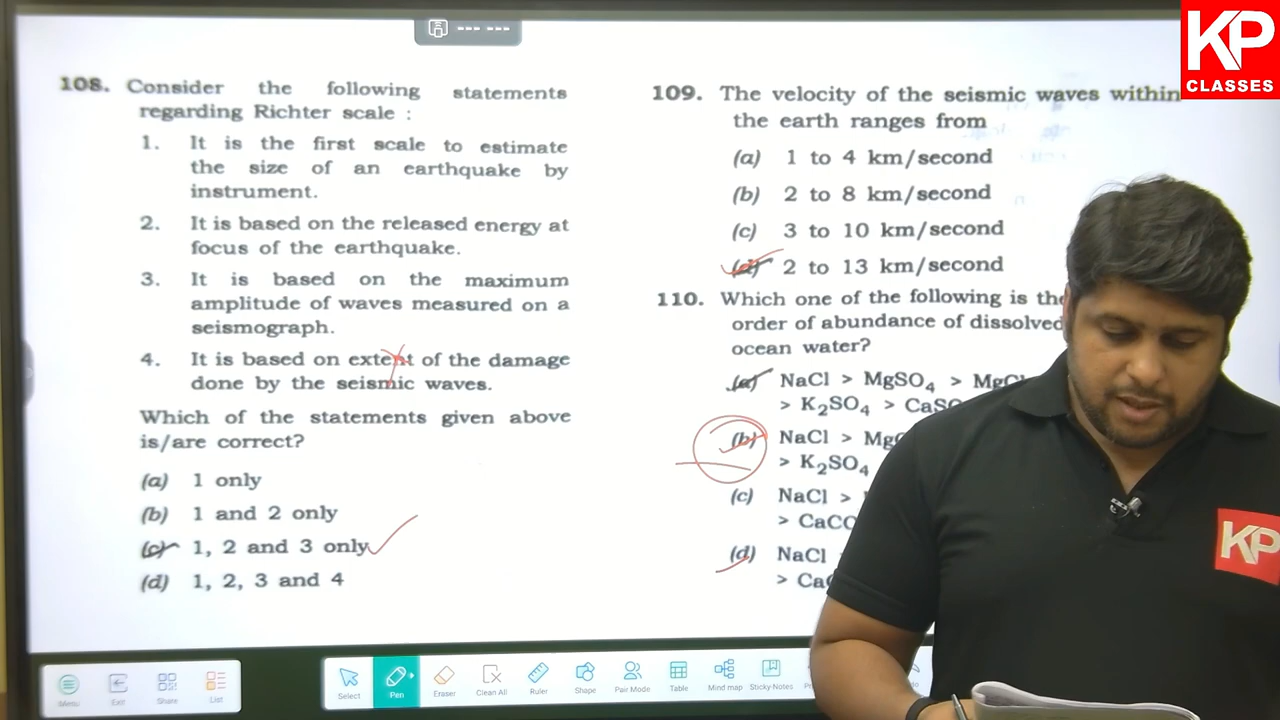 108. Consider the following statements
regarding Richter scale :
1. It is the first scale to estimate
the size of an earthquake by
instrument.
2. It is based on the released energy at
focus of the earthquake.
3. It is based on the maximum
amplitude of waves measured on a
seismograph.
4. It is based on extent of the damage
done by the seismic waves.
Which of the statements given above
is/are correct?
(a) 1 only
(b) 1 and 2 only
(c) 1, 2 and 3 only
(d) 1, 2, 3 and 4
109. The velocity of the seismic waves within
the earth ranges from
(a) 1 to 4 km/second
(b) 2 to 8 km/second
(c) 3 to 10 km/second
(d) 2 to 13 km/second
110. Which one of the following is the
order of abundance of dissolved
ocean water?
(a) NaCl > MgSO₄ >
> K₂SO₄ >
(b) NaCl >
> K₂SO₄
(c) NaCl >
>
(d) NaCl
>
KP
CLASSES
KP
Menu
Exit
Share
List
Select
Pen
Eraser
Clean All
Ruler
Shape
Pair Mode
Table
Mind map
Sticky Notes